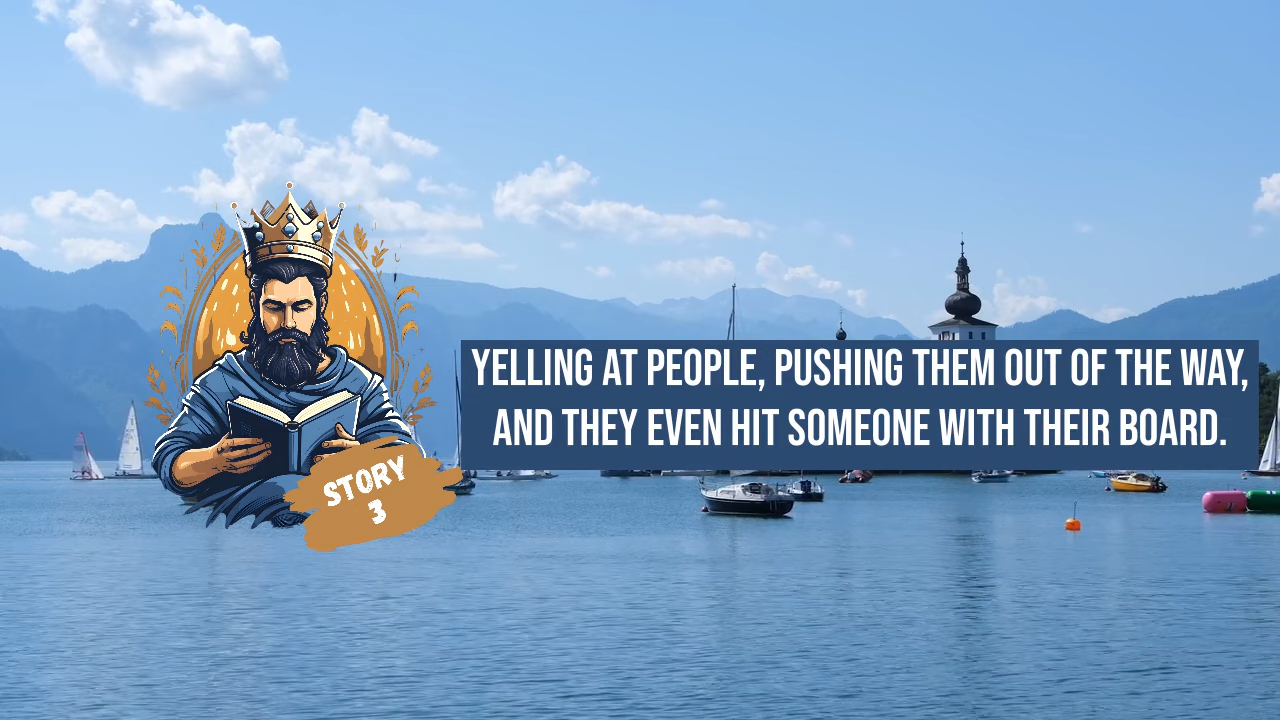 YELLING AT PEOPLE, PUSHING THEM OUT OF THE WAY,
AND THEY EVEN HIT SOMEONE WITH THEIR BOARD.
STORY
3